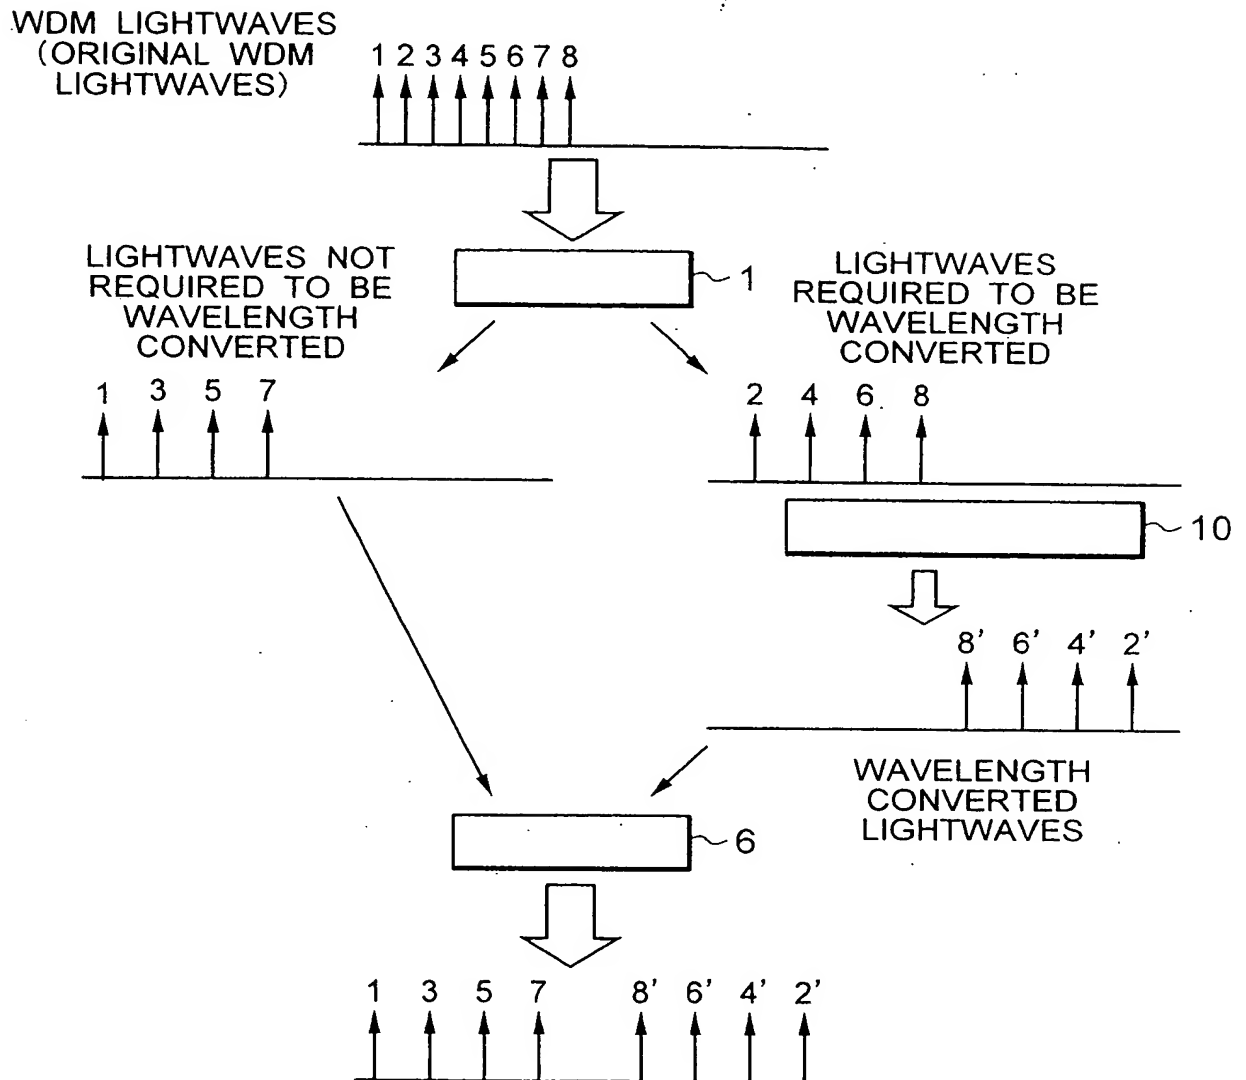 WDM LIGHTWAVES
(ORIGINAL WDM
LIGHTWAVES)
1 2 3 4 5 6 7 8
1
LIGHTWAVES NOT
REQUIRED TO BE
WAVELENGTH
CONVERTED
LIGHTWAVES
REQUIRED TO BE
WAVELENGTH
CONVERTED
1 3 5 7
2 4 6 8
10
8' 6' 4' 2'
WAVELENGTH
CONVERTED
LIGHTWAVES
6
1 3 5 7 8' 6' 4' 2'